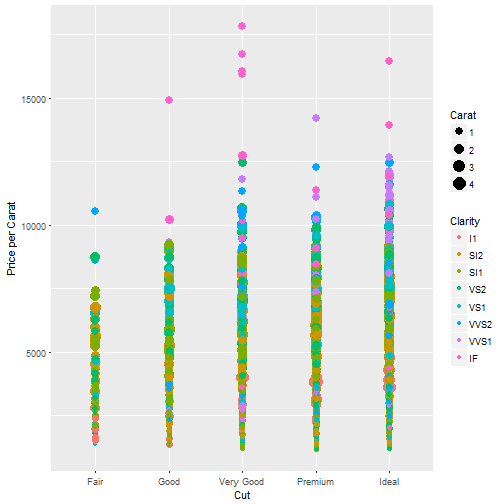 15000
10000
5000
Price per Carat
Fair Good Very Good Premium Ideal
Cut
Carat
1
2
3
4
Clarity
I1
SI2
SI1
VS2
VS1
VVS2
VVS1
IF